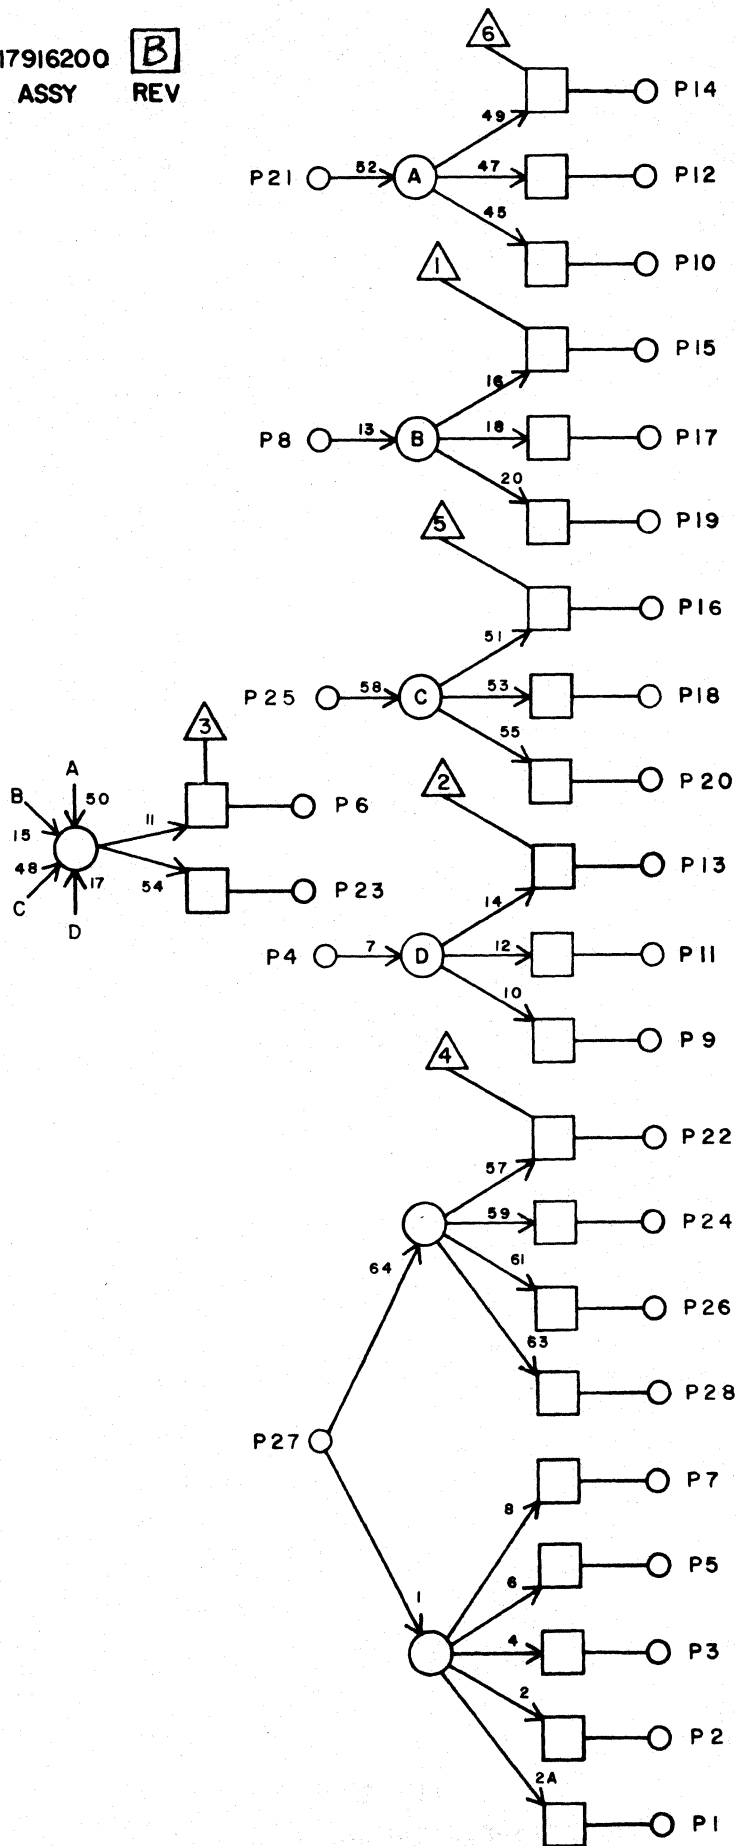 17916200 B
ASSY REV
6
49 P14
P21 52 A 47 P12
45 P10
1
P15
16
P8 13 B 18 P17
20
P19
5
P16
51
P25 58 C 53 P18
3
55
A P20
B 50 2
11 P6
15 P13
48 17 54 P23 14
C
D P4 7 D 12 P11
10
P9
4
P22
57
59 P24
64 61
P26
63
P28
P27
P7
8
P5
1 6
4 P3
2
P2
2A
P1